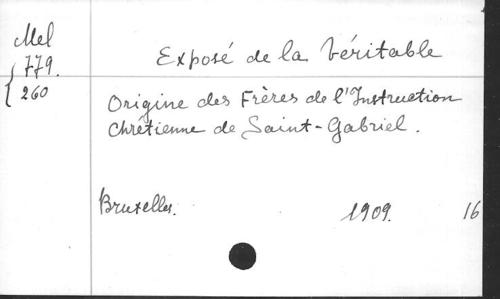 Mel
779.
260
Exposé de la Véritable
Origine des Frères de l'Instruction
Chrétienne de Saint-Gabriel.
Bruxelles. 1909. 16